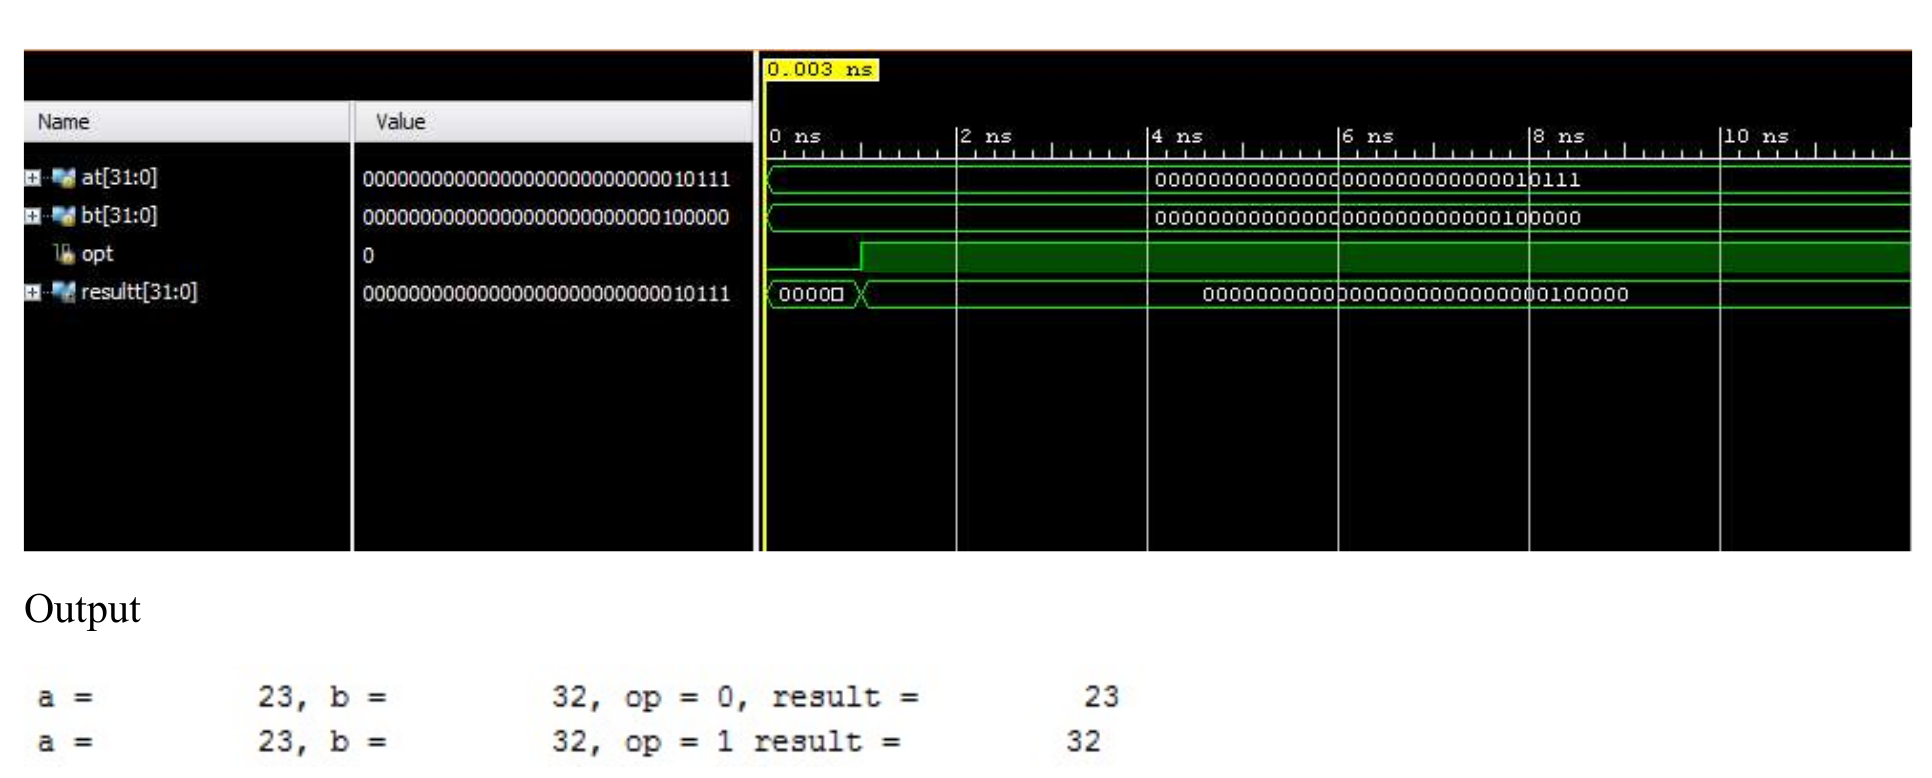 0.003 ns
Name Value
0 ns 2 ns 4 ns 6 ns 8 ns 10 ns
at[31:0] 00000000000000000000000000010111 00000000000000000000000000010111
bt[31:0] 00000000000000000000000000100000 00000000000000000000000000100000
opt 0
resultt[31:0] 00000000000000000000000000010111 0000 00000000000000000000000000100000
Output
a = 23, b = 32, op = 0, result = 23
a = 23, b = 32, op = 1 result = 32